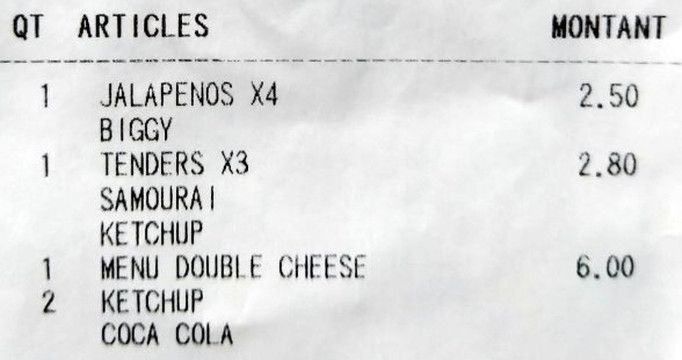 QT ARTICLES MONTANT
1 JALAPENOS X4 2.50
BIGGY
1 TENDERS X3 2.80
SAMOURAI
KETCHUP
1 MENU DOUBLE CHEESE 6.00
2 KETCHUP
COCA COLA